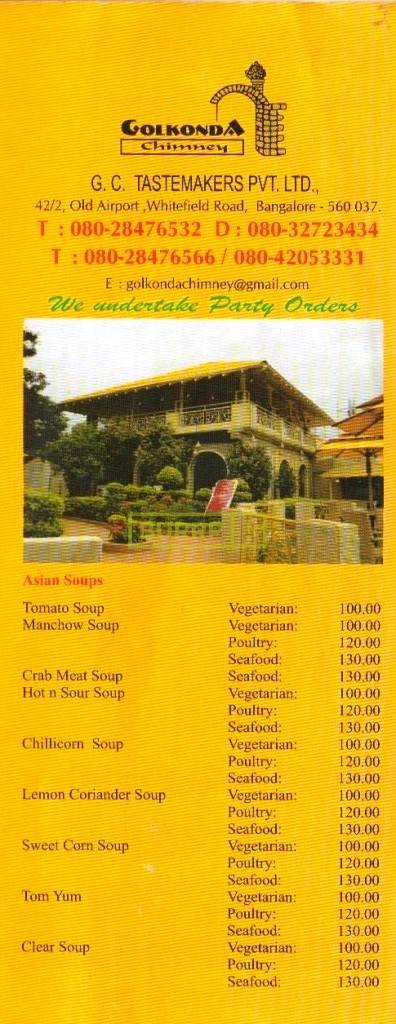 GOLKONDA
Chimney
G. C. TASTEMAKERS PVT. LTD.,
42/2, Old Airport ,Whitefield Road, Bangalore - 560 037.
T : 080-28476532 D : 080-32723434
T : 080-28476566 / 080-42053331
E : golkondachimney@gmail.com
We undertake Party Orders
Asian Soups
Tomato Soup Vegetarian: 100.00
Manchow Soup Vegetarian: 100.00
Poultry: 120.00
Seafood: 130.00
Crab Meat Soup Seafood: 130.00
Hot n Sour Soup Vegetarian: 100.00
Poultry: 120.00
Seafood: 130.00
Chillicorn Soup Vegetarian: 100.00
Poultry: 120.00
Seafood: 130.00
Lemon Coriander Soup Vegetarian: 100.00
Poultry: 120.00
Seafood: 130.00
Sweet Corn Soup Vegetarian: 100.00
Poultry: 120.00
Seafood: 130.00
Tom Yum Vegetarian: 100.00
Poultry: 120.00
Seafood: 130.00
Clear Soup Vegetarian: 100.00
Poultry: 120.00
Seafood: 130.00